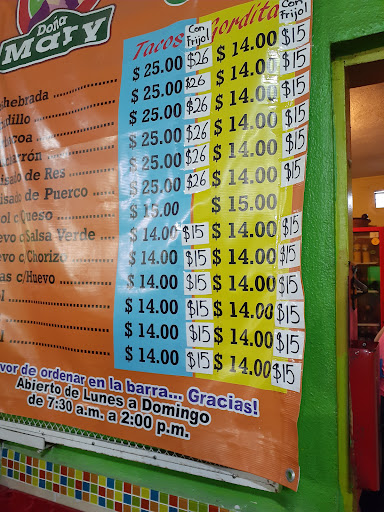 Doña
Mary
Tacos Con Frijol Gorditas Con Frijol
hebrada $ 25.00 $26 $ 14.00 $15
dillo $ 25.00 $26 $ 14.00 $15
acoa $ 25.00 $26 $ 14.00 $15
arrón $ 25.00 $26 $ 14.00 $15
isado de Res $ 25.00 $26 $ 14.00 $15
isado de Puerco $ 25.00 $26 $ 14.00 $15
ol c/Queso $ 15.00 $ 15.00
evo c/Salsa Verde $ 14.00 $15 $ 14.00 $15
evo c/Chorizo $ 14.00 $15 $ 14.00 $15
as c/Huevo $ 14.00 $15 $ 14.00 $15
$ 14.00 $15 $ 14.00 $15
$ 14.00 $15 $ 14.00 $15
$ 14.00 $15 $ 14.00 $15
vor de ordenar en la barra... Gracias!
Abierto de Lunes a Domingo
de 7:30 a.m. a 2:00 p.m.